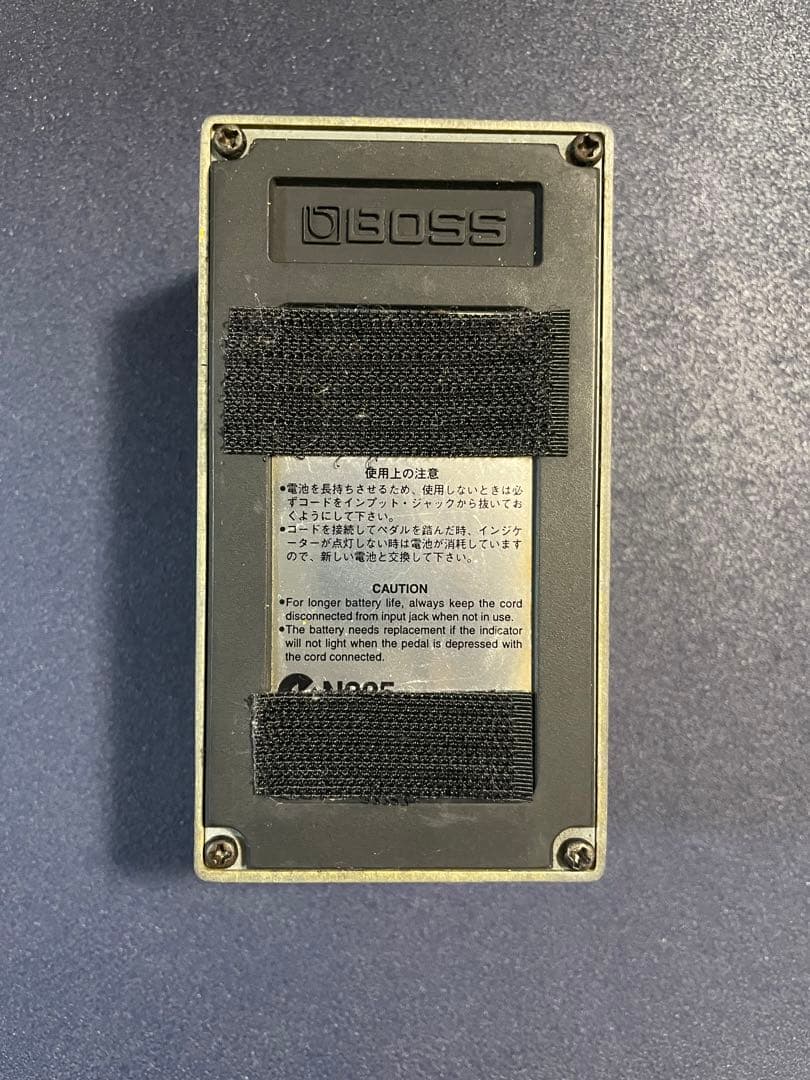 BOSS
使用上の注意
●電池を長持ちさせるため、使用しないときは必
ずコードをインプット・ジャックから抜いてお
くようにして下さい。
●コードを接続してペダルを踏んだ時、インジケ
ーターが点灯しない時は電池が消耗しています
ので、新しい電池と交換して下さい。
CAUTION
●For longer battery life, always keep the cord
disconnected from input jack when not in use.
●The battery needs replacement if the indicator
will not light when the pedal is depressed with
the cord connected.